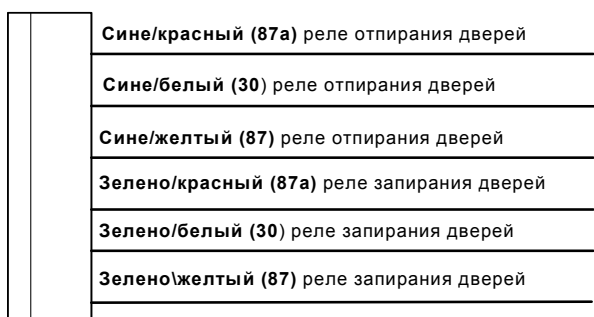 Сине/красный (87а) реле отпирания дверей
Сине/белый (30) реле отпирания дверей
Сине/желтый (87) реле отпирания дверей
Зелено/красный (87а) реле запирания дверей
Зелено/белый (30) реле запирания дверей
Зелено\желтый (87) реле запирания дверей